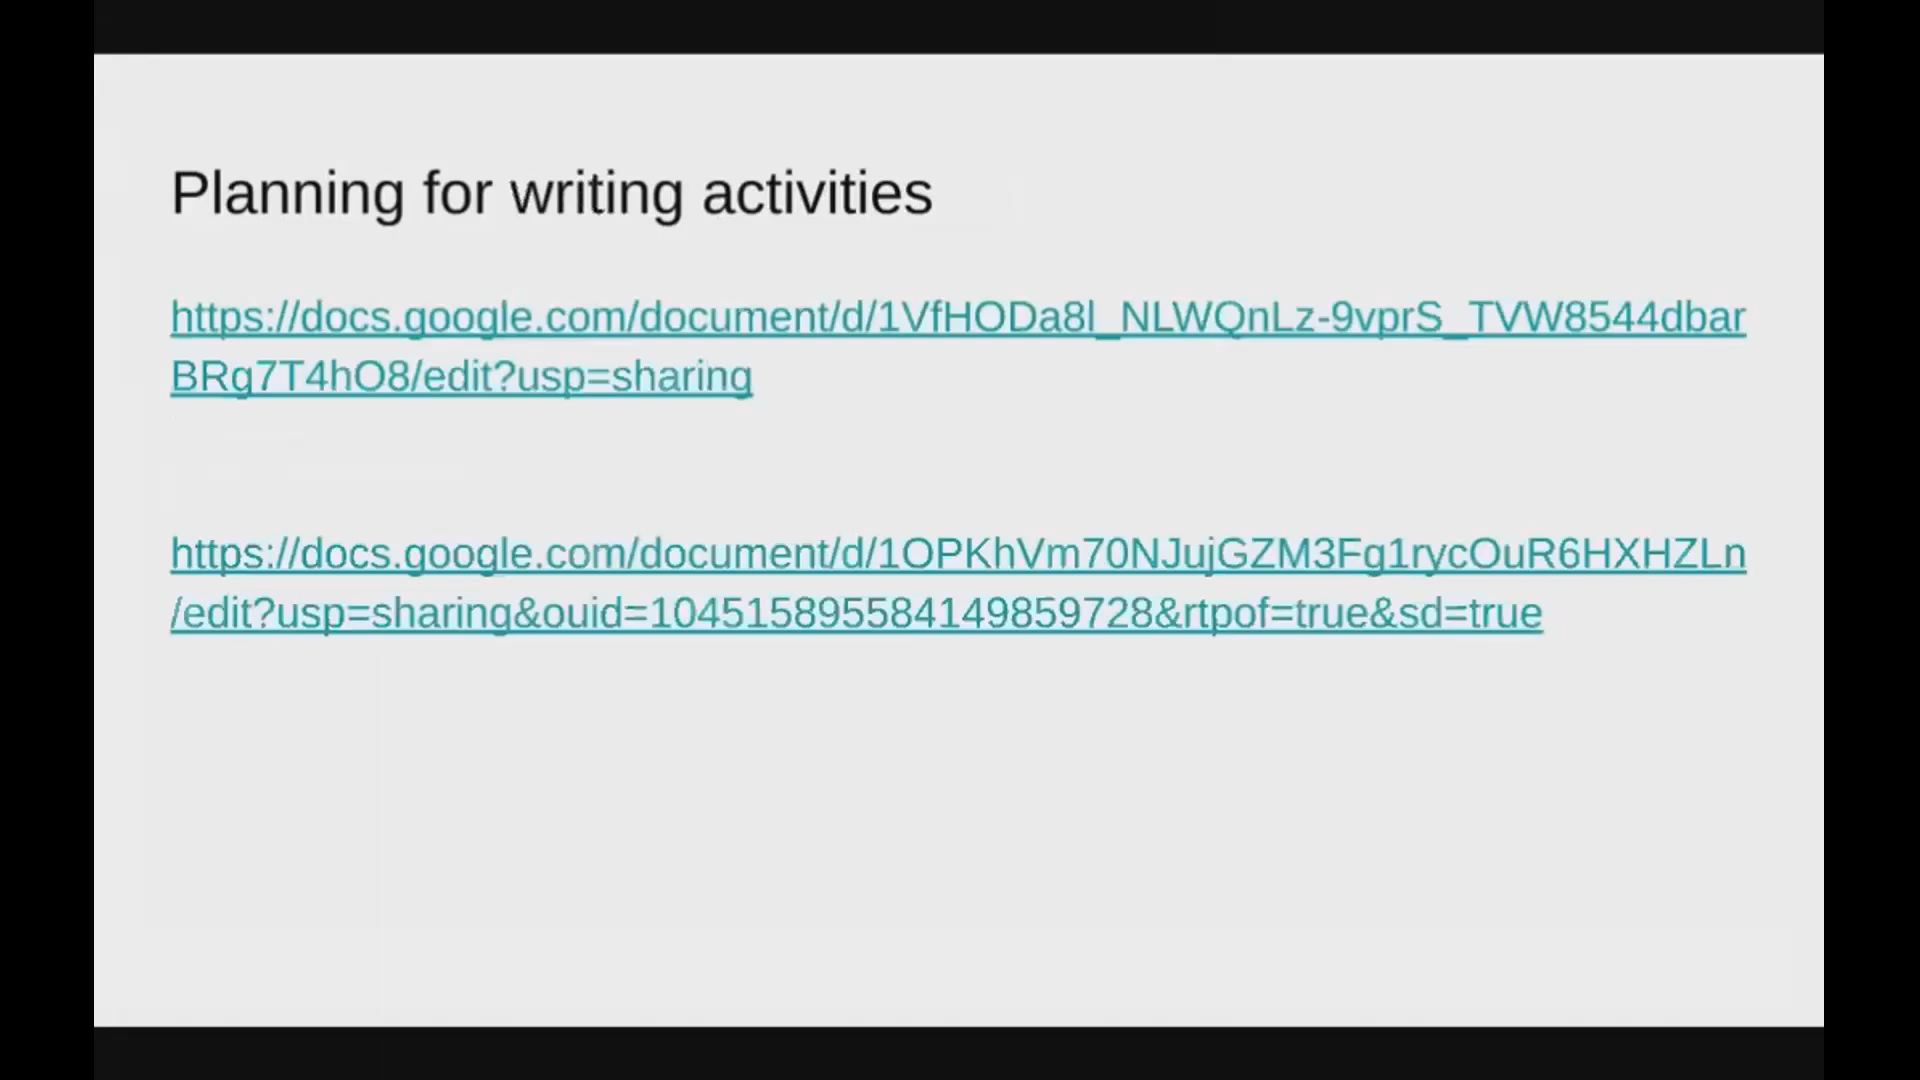 Planning for writing activities
https://docs.google.com/document/d/1VfHODa8l_NLWQnLz-9vprS_TVW8544dbar
BRg7T4hO8/edit?usp=sharing
https://docs.google.com/document/d/1OPKhVm70NJujGZM3Fg1rycOuR6HXHZLn
/edit?usp=sharing&ouid=104515895584149859728&rtpof=true&sd=true